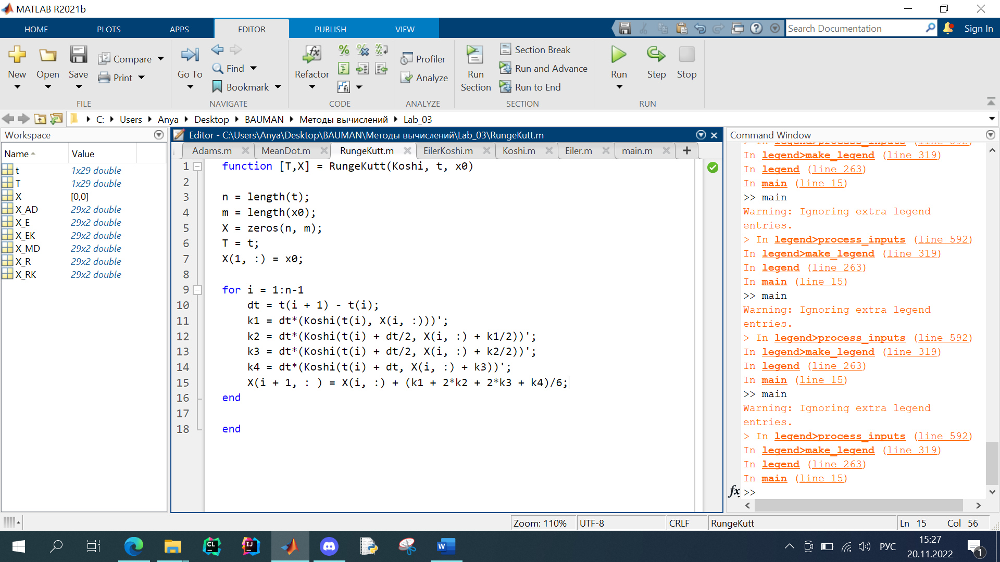 MATLAB R2021b
HOME PLOTS APPS EDITOR PUBLISH VIEW
Search Documentation
Sign In
New
Open
Save
Compare
Print
FILE
Go To
Find
Bookmark
NAVIGATE
Refactor
CODE
Profiler
Analyze
ANALYZE
Run Section
Section Break
Run and Advance
Run to End
SECTION
Run
Step
Stop
RUN
C: Users Anya Desktop BAUMAN Методы вычислений Lab_03
Workspace
Name Value
t 1x29 double
T 1x29 double
X [0,0]
X_AD 29x2 double
X_E 29x2 double
X_EK 29x2 double
X_MD 29x2 double
X_R 29x2 double
X_RK 29x2 double
Editor - C:\Users\Anya\Desktop\BAUMAN\Методы вычислений\Lab_03\RungeKutt.m
Adams.m MeanDot.m RungeKutt.m EilerKoshi.m Koshi.m Eiler.m main.m
1 function [T,X] = RungeKutt(Koshi, t, x0)
2
3 n = length(t);
4 m = length(x0);
5 X = zeros(n, m);
6 T = t;
7 X(1, :) = x0;
8
9 for i = 1:n-1
10 dt = t(i + 1) - t(i);
11 k1 = dt*(Koshi(t(i), X(i, :)))';
12 k2 = dt*(Koshi(t(i) + dt/2, X(i, :) + k1/2))';
13 k3 = dt*(Koshi(t(i) + dt/2, X(i, :) + k2/2))';
14 k4 = dt*(Koshi(t(i) + dt, X(i, :) + k3))';
15 X(i + 1, : ) = X(i, :) + (k1 + 2*k2 + 2*k3 + k4)/6;
16 end
17
18 end
Command Window
> In legend>process_inputs (line 592)
In legend>make_legend (line 319)
In legend (line 263)
In main (line 15)
>> main
Warning: Ignoring extra legend
entries.
> In legend>process_inputs (line 592)
In legend>make_legend (line 319)
In legend (line 263)
In main (line 15)
>> main
Warning: Ignoring extra legend
entries.
> In legend>process_inputs (line 592)
In legend>make_legend (line 319)
In legend (line 263)
In main (line 15)
>> main
Warning: Ignoring extra legend
entries.
> In legend>process_inputs (line 592)
In legend>make_legend (line 319)
In legend (line 263)
In main (line 15)
fx >>
Zoom: 110% UTF-8 CRLF RungeKutt Ln 15 Col 56
CL
IJ
W
РУС
15:27
20.11.2022
1